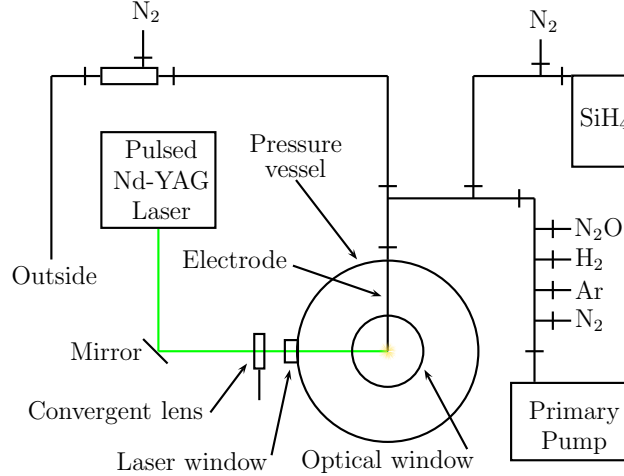 N2
N2
SiH4
Pulsed
Nd-YAG
Laser
Pressure
vessel
N2O
H2
Ar
N2
Outside
Electrode
Mirror
Convergent lens
Laser window
Optical window
Primary
Pump